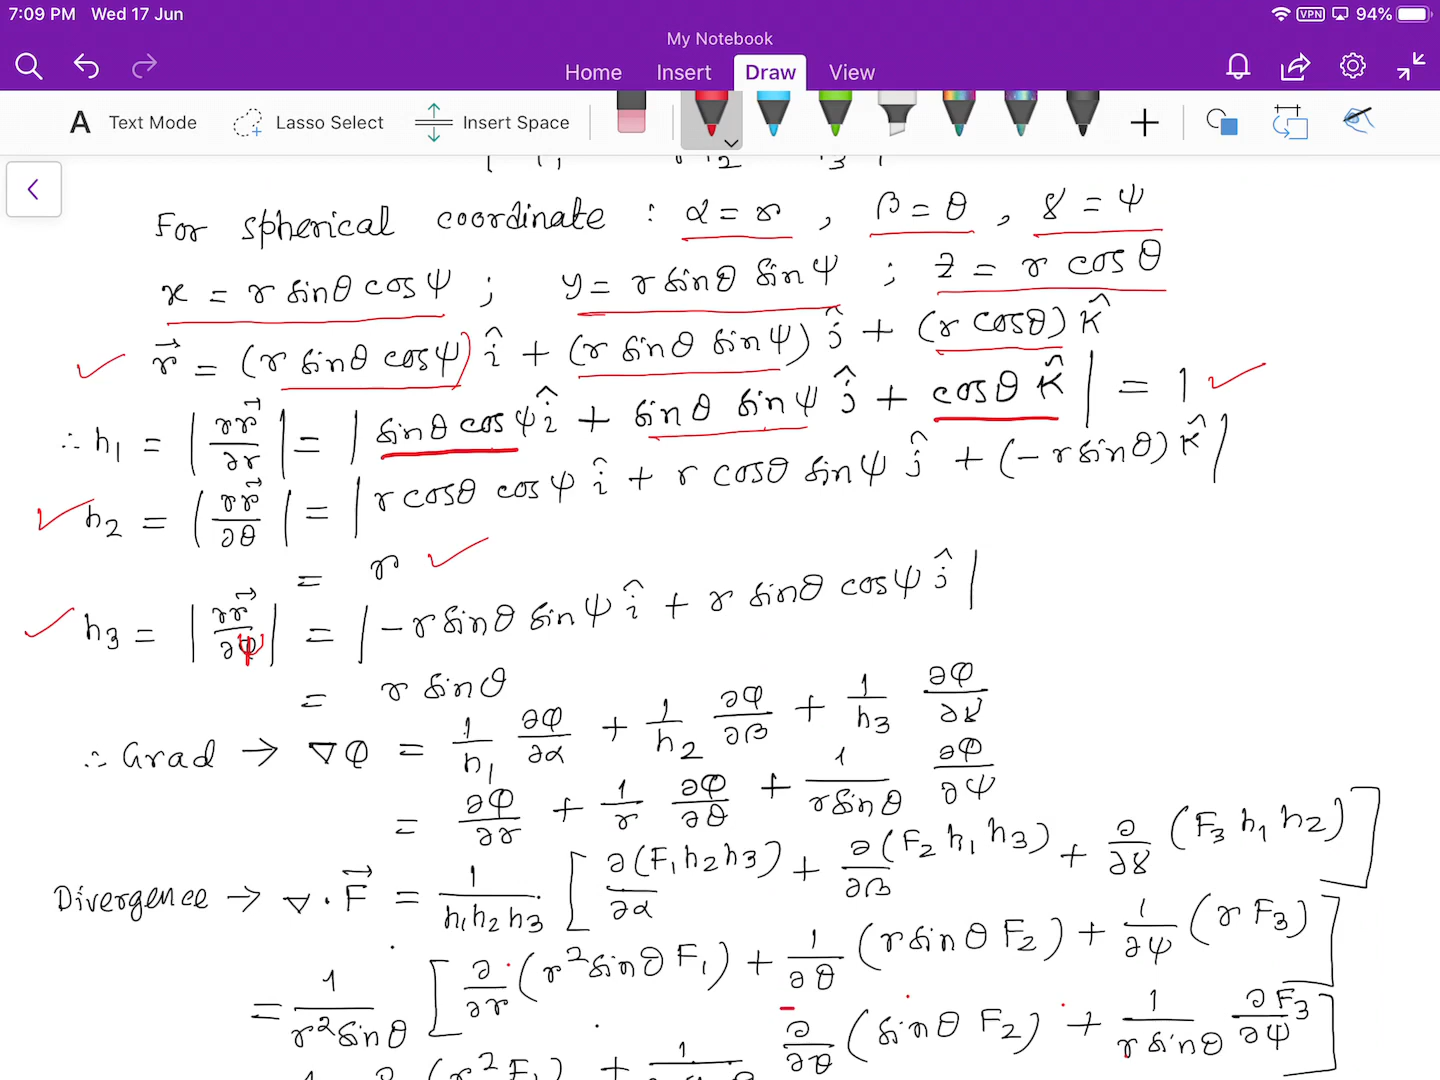 7:09 PM Wed 17 Jun VPN 94%
My Notebook
Home Insert Draw View
A Text Mode Lasso Select Insert Space
For spherical coordinate : α = r , β = θ , γ = ψ
x = r sinθ cosψ ; y = r sinθ sinψ ; z = r cosθ
r⃗ = (r sinθ cosψ) î + (r sinθ sinψ) ĵ + (r cosθ) k̂
∴ h₁ = |∂r⃗/∂r| = | sinθ cosψ î + sinθ sinψ ĵ + cosθ k̂ | = 1
h₂ = |∂r⃗/∂θ| = | r cosθ cosψ î + r cosθ sinψ ĵ + (- r sinθ) k̂ |
= r
h₃ = |∂r⃗/∂ψ| = | - r sinθ sinψ î + r sinθ cosψ ĵ |
= r sinθ
∴ Grad → ∇φ = 1/h₁ ∂φ/∂α + 1/h₂ ∂φ/∂β + 1/h₃ ∂φ/∂γ
= ∂φ/∂r + 1/r ∂φ/∂θ + 1/(r sinθ) ∂φ/∂ψ
Divergence → ∇ · F⃗ = 1/(h₁h₂h₃) [ ∂(F₁h₂h₃)/∂α + ∂(F₂h₁h₃)/∂β + ∂/∂γ (F₃h₁h₂) ]
= 1/(r² sinθ) [ ∂/∂r (r² sinθ F₁) + 1/∂θ (r sinθ F₂) + 1/∂ψ (r F₃) ]
∂/∂θ (sinθ F₂) + 1/(r sinθ) ∂F₃/∂ψ ]
(r² F₁) +